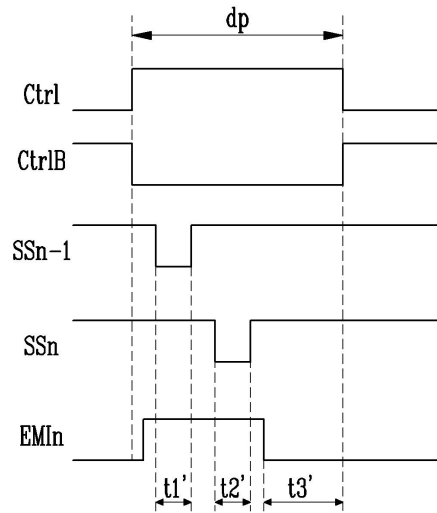 dp
Ctrl
CtrlB
SSn-1
SSn
EMIn
t1' t2' t3'